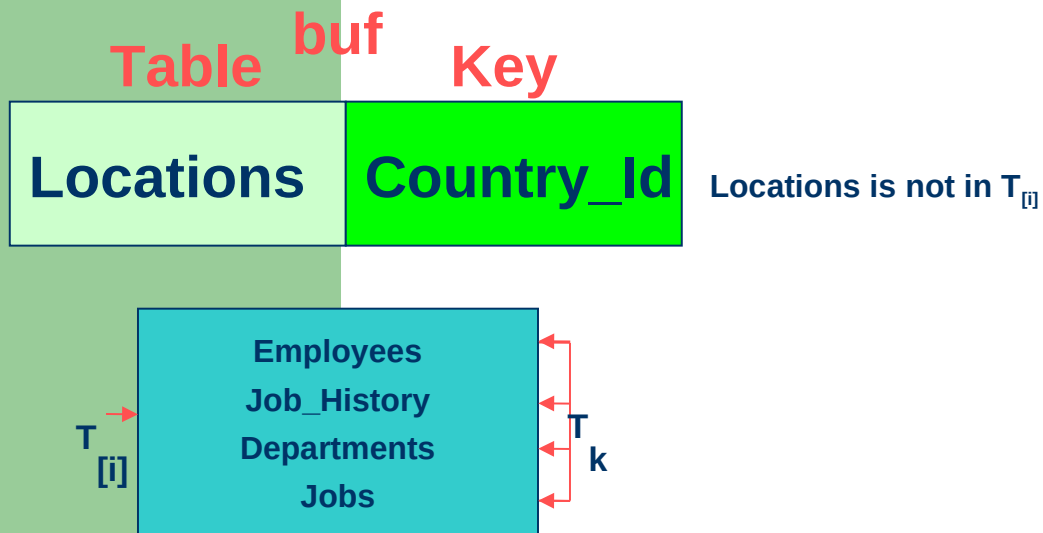 buf
Table Key
Locations Country_Id
Locations is not in T[i]
Employees
Job_History
Departments
Jobs
T
[i]
T
k